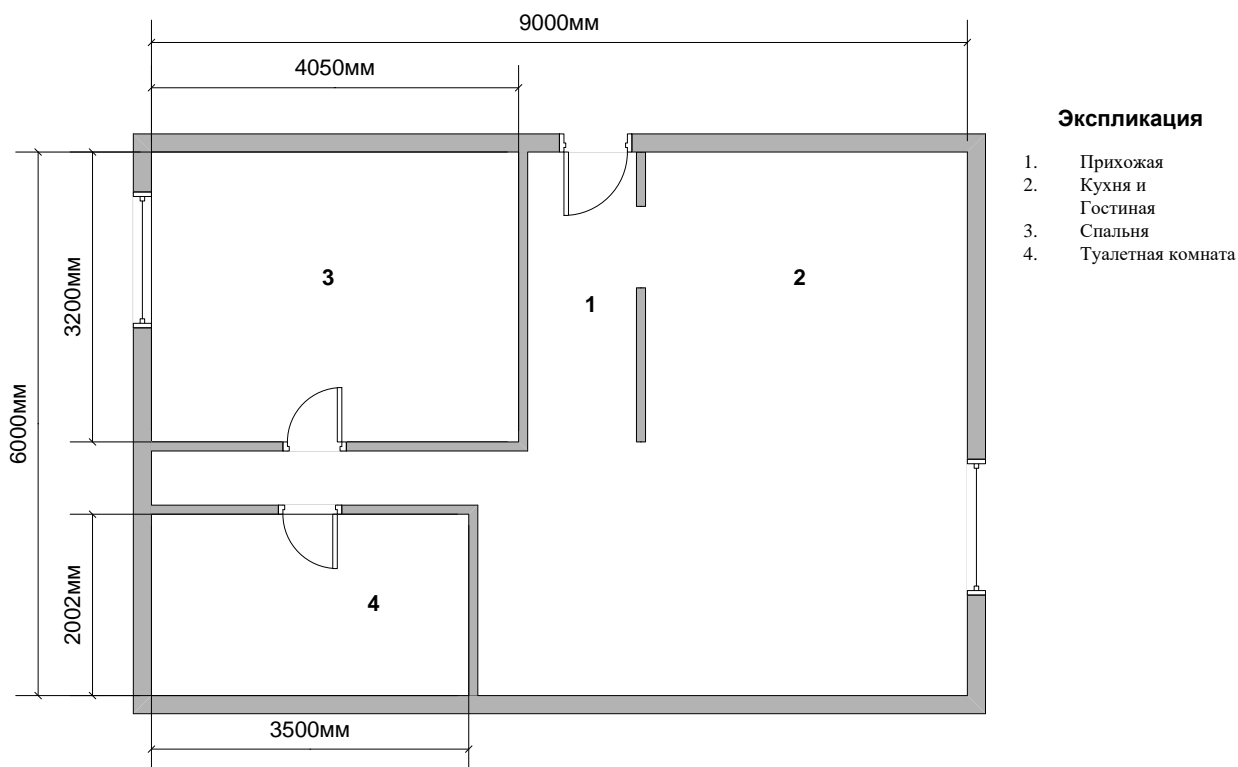 9000мм
4050мм
Экспликация
1. Прихожая
2. Кухня и
Гостиная
3. Спальня
4. Туалетная комната
3
2
1
3200мм
6000мм
2002мм
4
3500мм